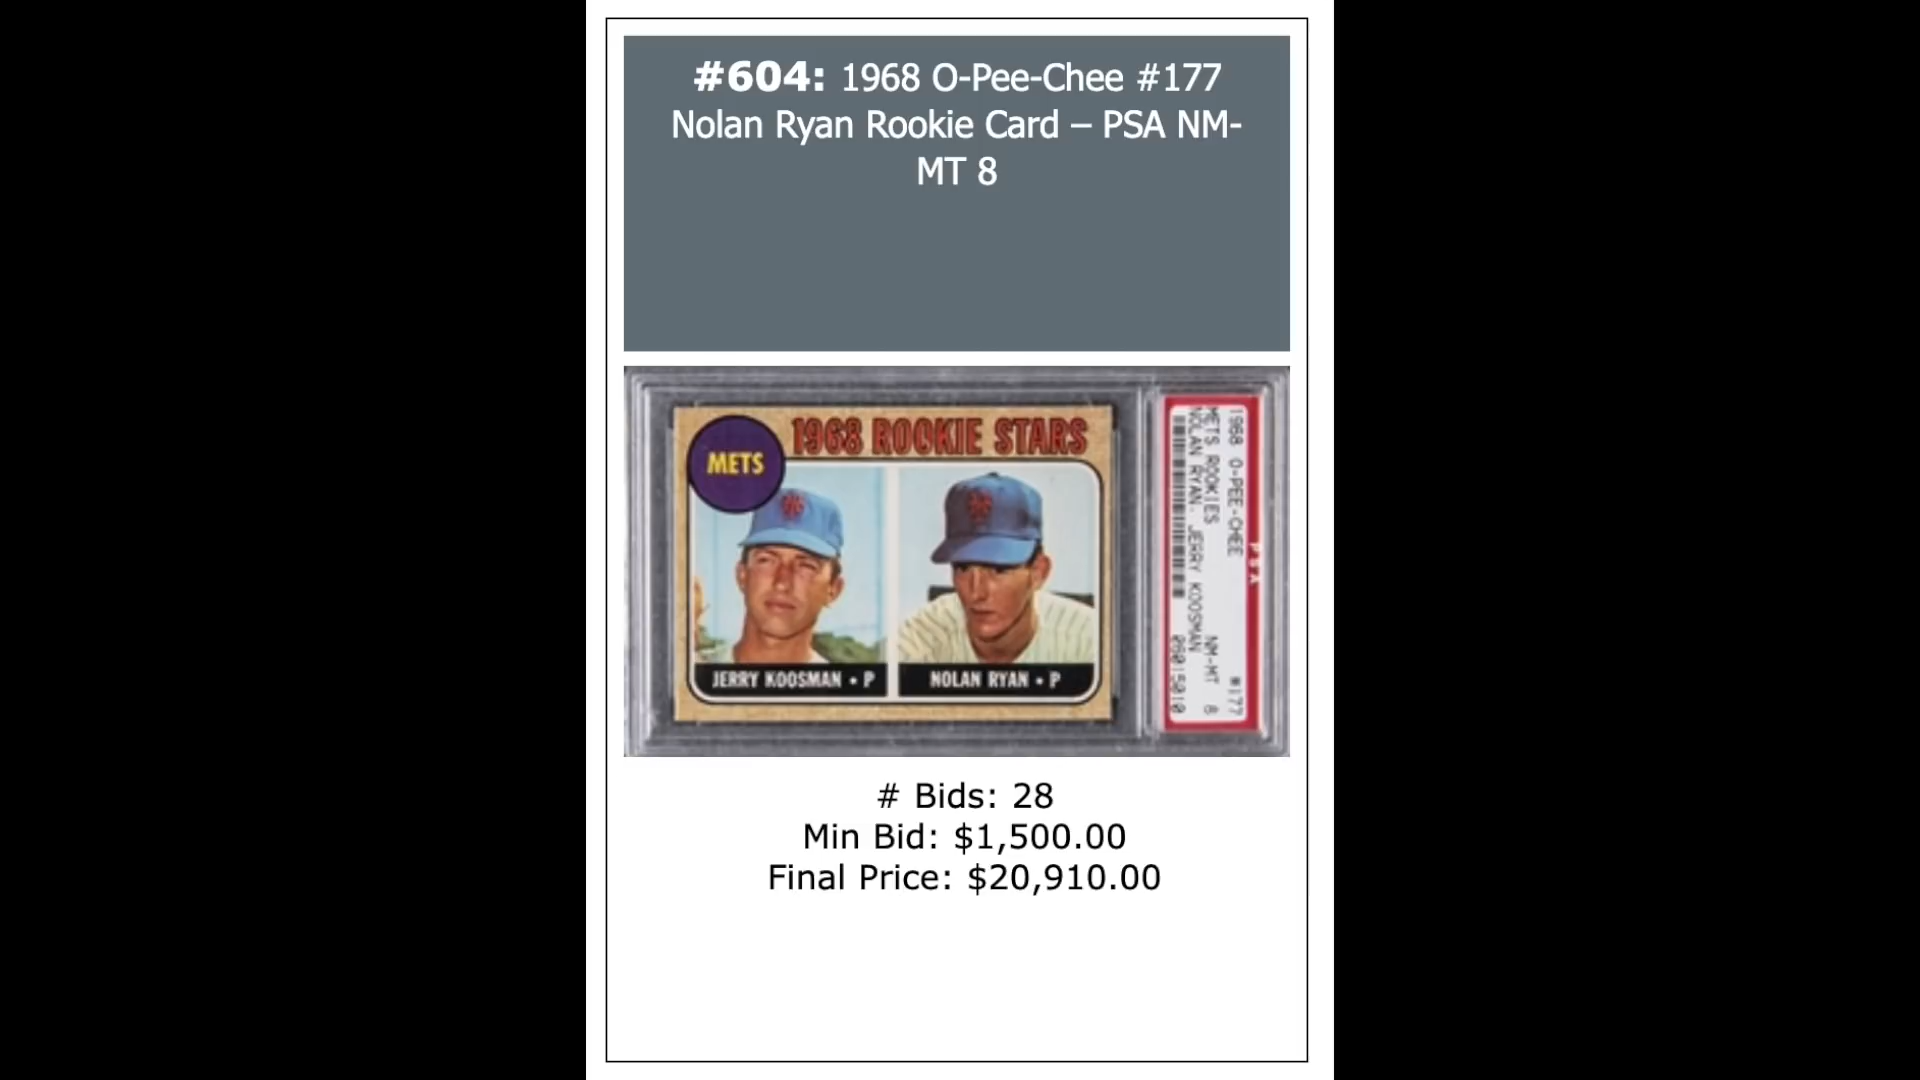 #604: 1968 O-Pee-Chee #177
Nolan Ryan Rookie Card – PSA NM-
MT 8
METS
1968 ROOKIE STARS
JERRY KOOSMAN • P
NOLAN RYAN • P
1968 O-PEE-CHEE #177
METS ROOKIES NM-MT 8
NOLAN RYAN- JERRY KOOSMAN
PSA
# Bids: 28
Min Bid: $1,500.00
Final Price: $20,910.00